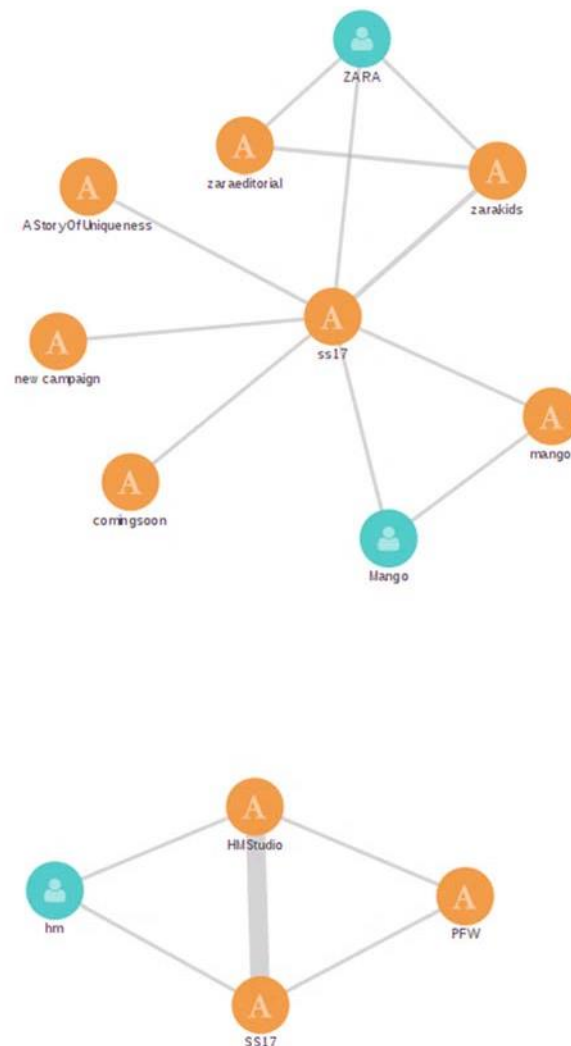 ZARA
A
zaraeditorial
A
zarakids
A
AStoryOfUniqueness
A
ss17
A
new campaign
A
mango
A
comingsoon
Mango
A
HMStudio
hm
A
PFW
A
SS17